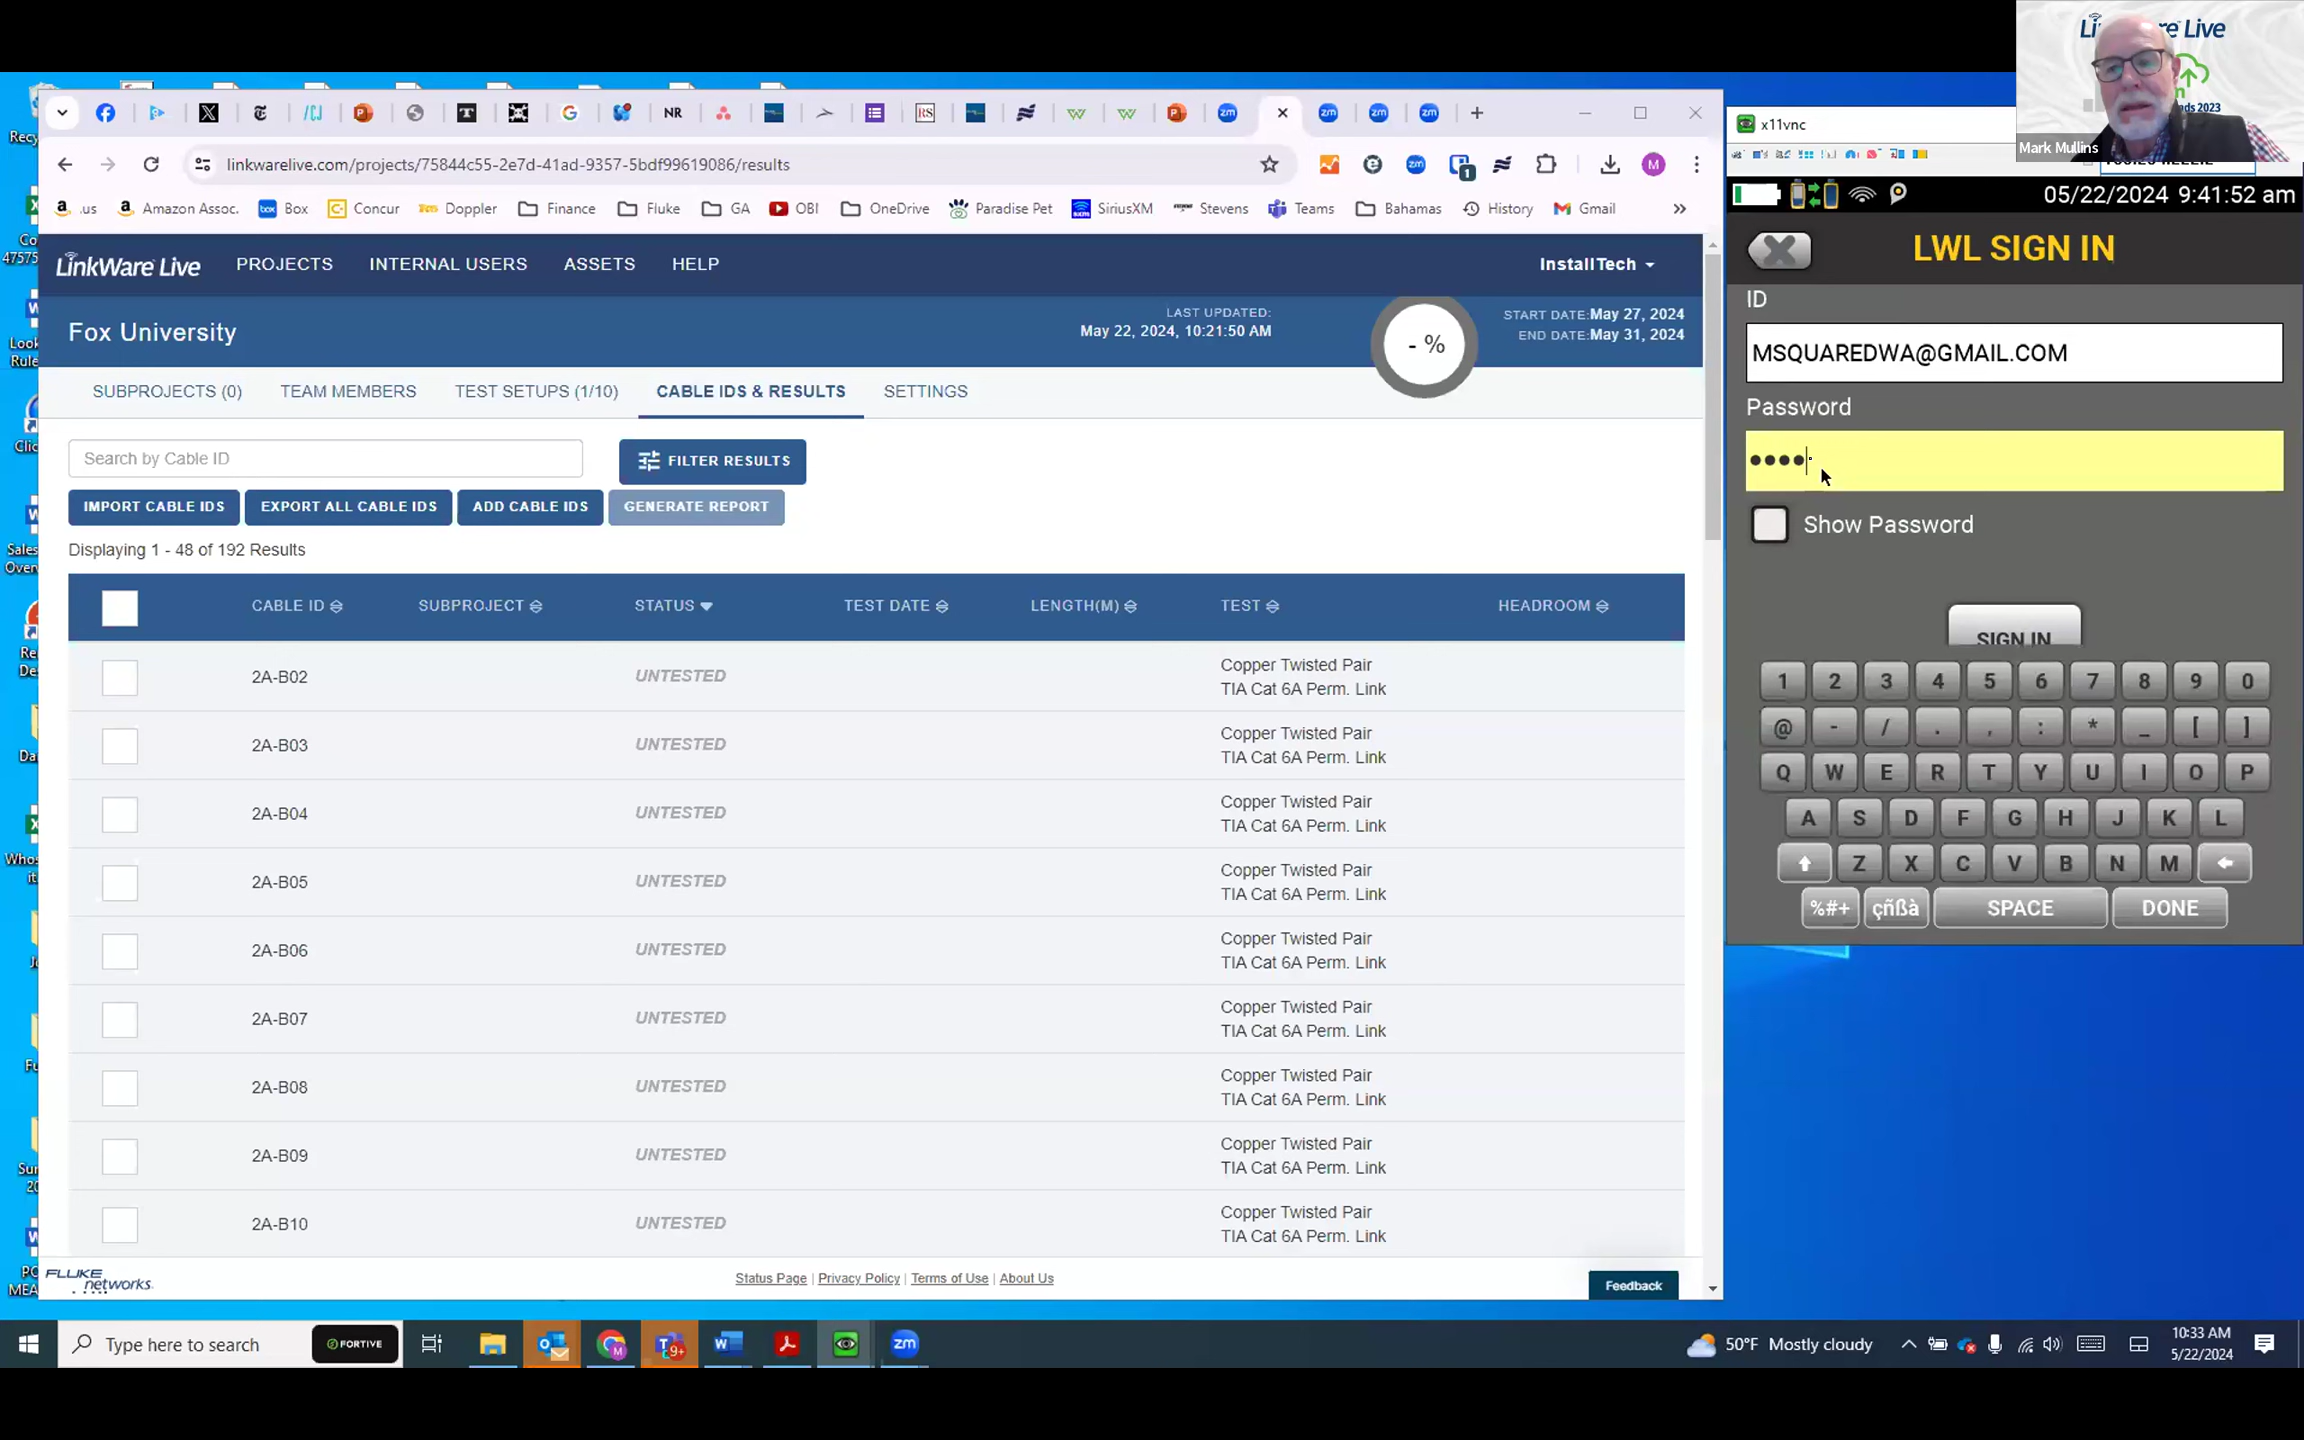 LinkWare Live
Mark Mullins
x11vnc
NR
RS
zm
linkwarelive.com/projects/75844c55-2e7d-41ad-9357-5bdf99619086/results
M
1
.us
Amazon Assoc.
box
Box
Concur
Doppler
Finance
Fluke
GA
OBI
OneDrive
Paradise Pet
SiriusXM
Stevens
Teams
Bahamas
History
Gmail
LinkWare Live
PROJECTS
INTERNAL USERS
ASSETS
HELP
InstallTech
Fox University
LAST UPDATED:
May 22, 2024, 10:21:50 AM
- %
START DATE:May 27, 2024
END DATE:May 31, 2024
SUBPROJECTS (0)
TEAM MEMBERS
TEST SETUPS (1/10)
CABLE IDS & RESULTS
SETTINGS
Search by Cable ID
FILTER RESULTS
IMPORT CABLE IDS
EXPORT ALL CABLE IDS
ADD CABLE IDS
GENERATE REPORT
Displaying 1 - 48 of 192 Results
CABLE ID
SUBPROJECT
STATUS
TEST DATE
LENGTH(M)
TEST
HEADROOM
2A-B02
UNTESTED
Copper Twisted Pair
TIA Cat 6A Perm. Link
2A-B03
UNTESTED
Copper Twisted Pair
TIA Cat 6A Perm. Link
2A-B04
UNTESTED
Copper Twisted Pair
TIA Cat 6A Perm. Link
2A-B05
UNTESTED
Copper Twisted Pair
TIA Cat 6A Perm. Link
2A-B06
UNTESTED
Copper Twisted Pair
TIA Cat 6A Perm. Link
2A-B07
UNTESTED
Copper Twisted Pair
TIA Cat 6A Perm. Link
2A-B08
UNTESTED
Copper Twisted Pair
TIA Cat 6A Perm. Link
2A-B09
UNTESTED
Copper Twisted Pair
TIA Cat 6A Perm. Link
2A-B10
UNTESTED
Copper Twisted Pair
TIA Cat 6A Perm. Link
FLUKE networks.
Status Page | Privacy Policy | Terms of Use | About Us
Feedback
05/22/2024 9:41:52 am
LWL SIGN IN
ID
MSQUAREDWA@GMAIL.COM
Password
Show Password
SIGN IN
1 2 3 4 5 6 7 8 9 0
@ - / . , : * _ [ ]
Q W E R T Y U I O P
A S D F G H J K L
Z X C V B N M
%#+ çñßà SPACE DONE
Type here to search
FORTIVE
9+
zm
50°F Mostly cloudy
10:33 AM
5/22/2024